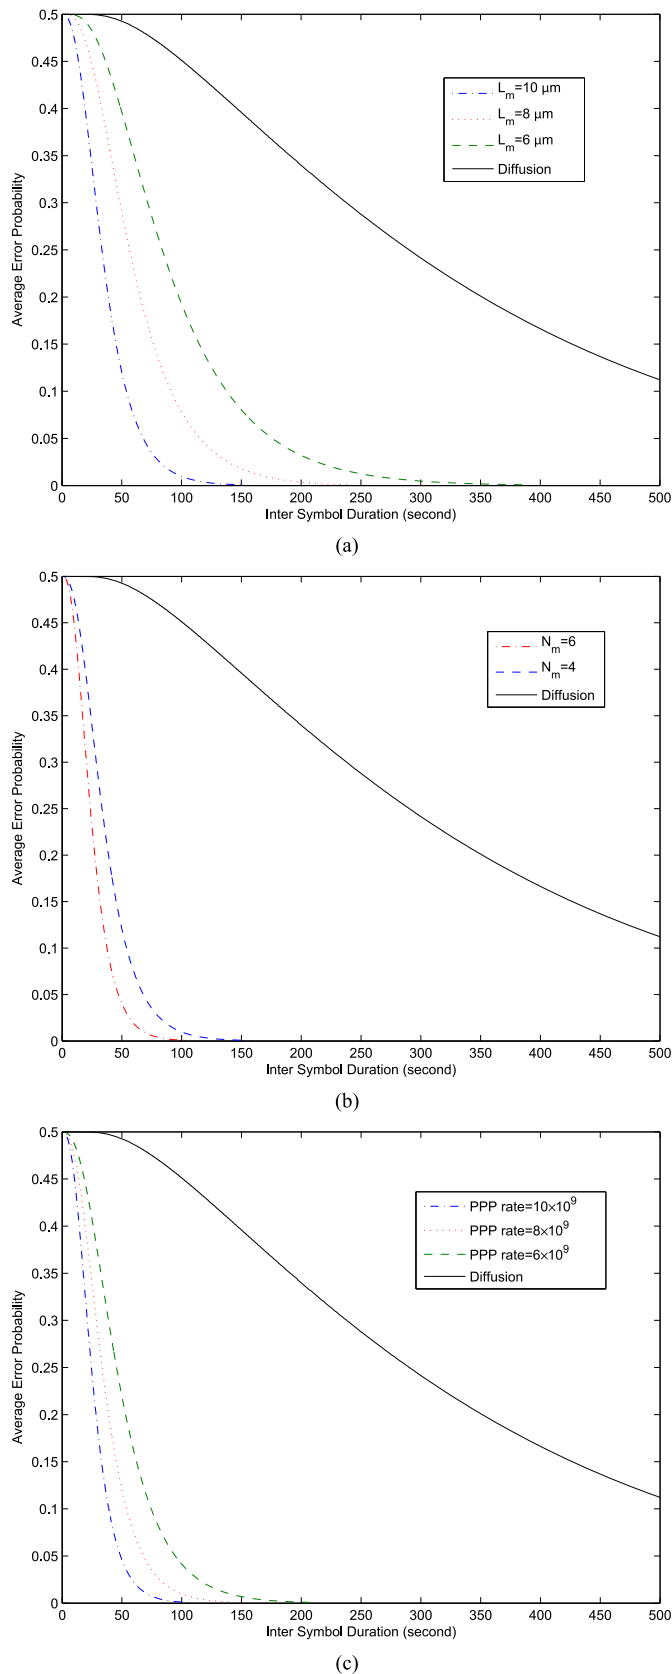 0.5
0.45
0.4
0.35
0.3
0.25
0.2
0.15
0.1
0.05
0
Average Error Probability
L_m=10 μm
L_m=8 μm
L_m=6 μm
Diffusion
0 50 100 150 200 250 300 350 400 450 500
Inter Symbol Duration (second)
(a)
0.5
0.45
0.4
0.35
0.3
0.25
0.2
0.15
0.1
0.05
0
Average Error Probability
N_m=6
N_m=4
Diffusion
0 50 100 150 200 250 300 350 400 450 500
Inter Symbol Duration (second)
(b)
0.5
0.45
0.4
0.35
0.3
0.25
0.2
0.15
0.1
0.05
0
Average Error Probability
PPP rate=10×10⁹
PPP rate=8×10⁹
PPP rate=6×10⁹
Diffusion
0 50 100 150 200 250 300 350 400 450 500
Inter Symbol Duration (second)
(c)